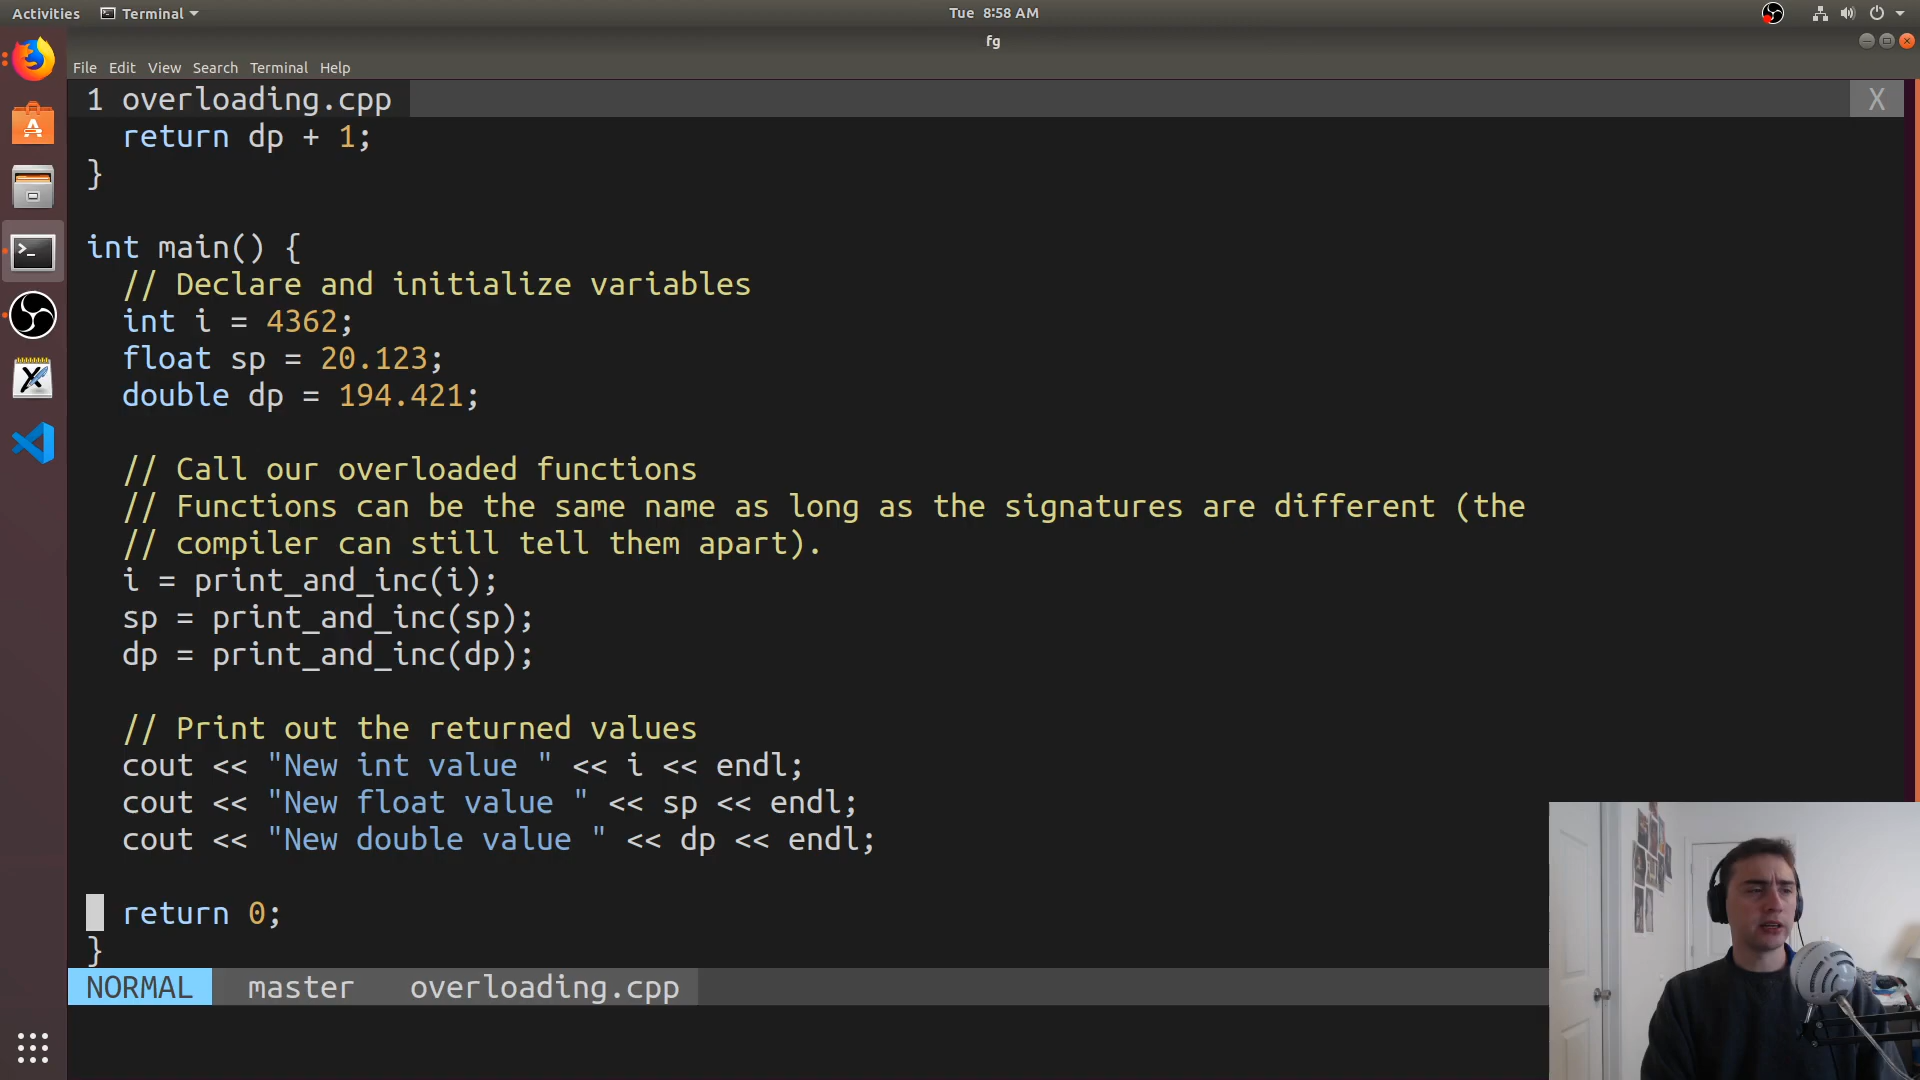 Activities Terminal Tue 8:58 AM
fg
File Edit View Search Terminal Help
1 overloading.cpp X
return dp + 1;
}
int main() {
// Declare and initialize variables
int i = 4362;
float sp = 20.123;
double dp = 194.421;
// Call our overloaded functions
// Functions can be the same name as long as the signatures are different (the
// compiler can still tell them apart).
i = print_and_inc(i);
sp = print_and_inc(sp);
dp = print_and_inc(dp);
// Print out the returned values
cout << "New int value " << i << endl;
cout << "New float value " << sp << endl;
cout << "New double value " << dp << endl;
return 0;
}
NORMAL master overloading.cpp